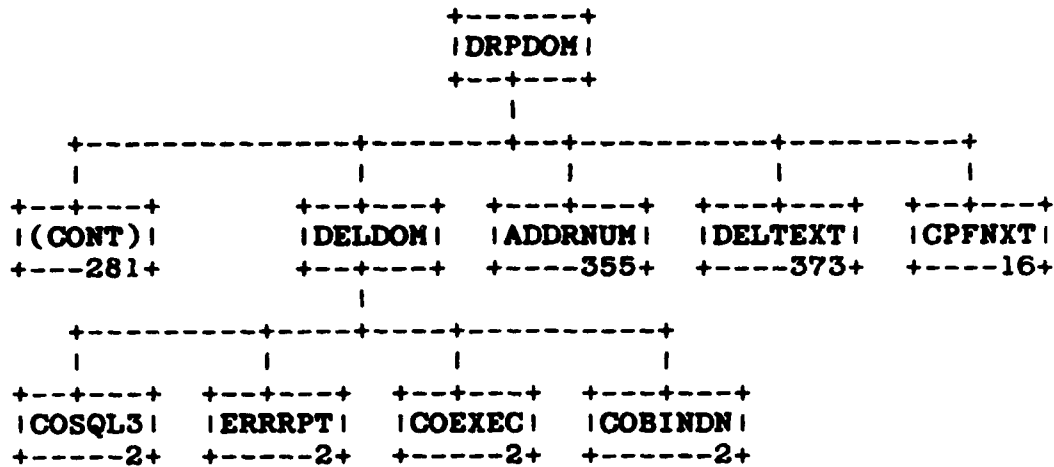 DRPDOM
(CONT) DELDOM ADDRNUM DELTEXT CPFNXT
281 355 373 16
COSQL3 ERRRPT COEXEC COBINDN
2 2 2 2